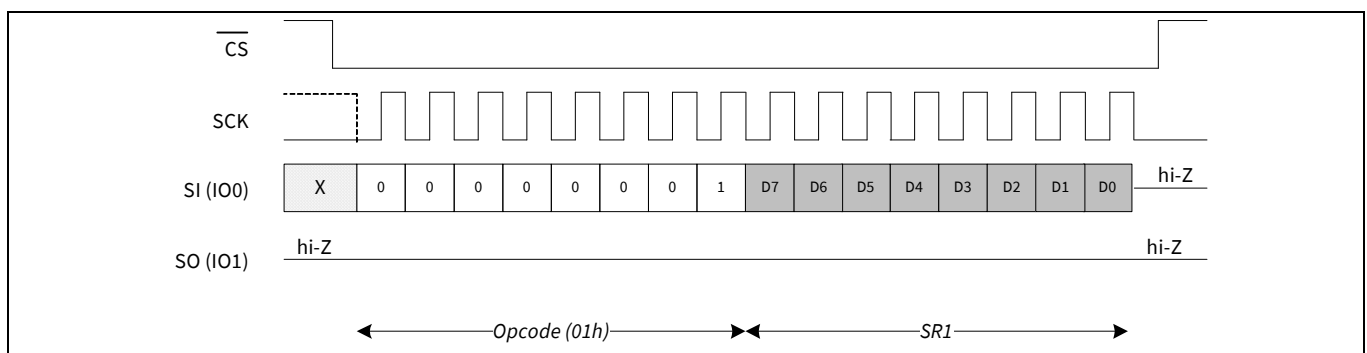 CS
SCK
SI (IO0) X 0 0 0 0 0 0 0 1 D7 D6 D5 D4 D3 D2 D1 D0 hi-Z
SO (IO1) hi-Z hi-Z
Opcode (01h) SR1